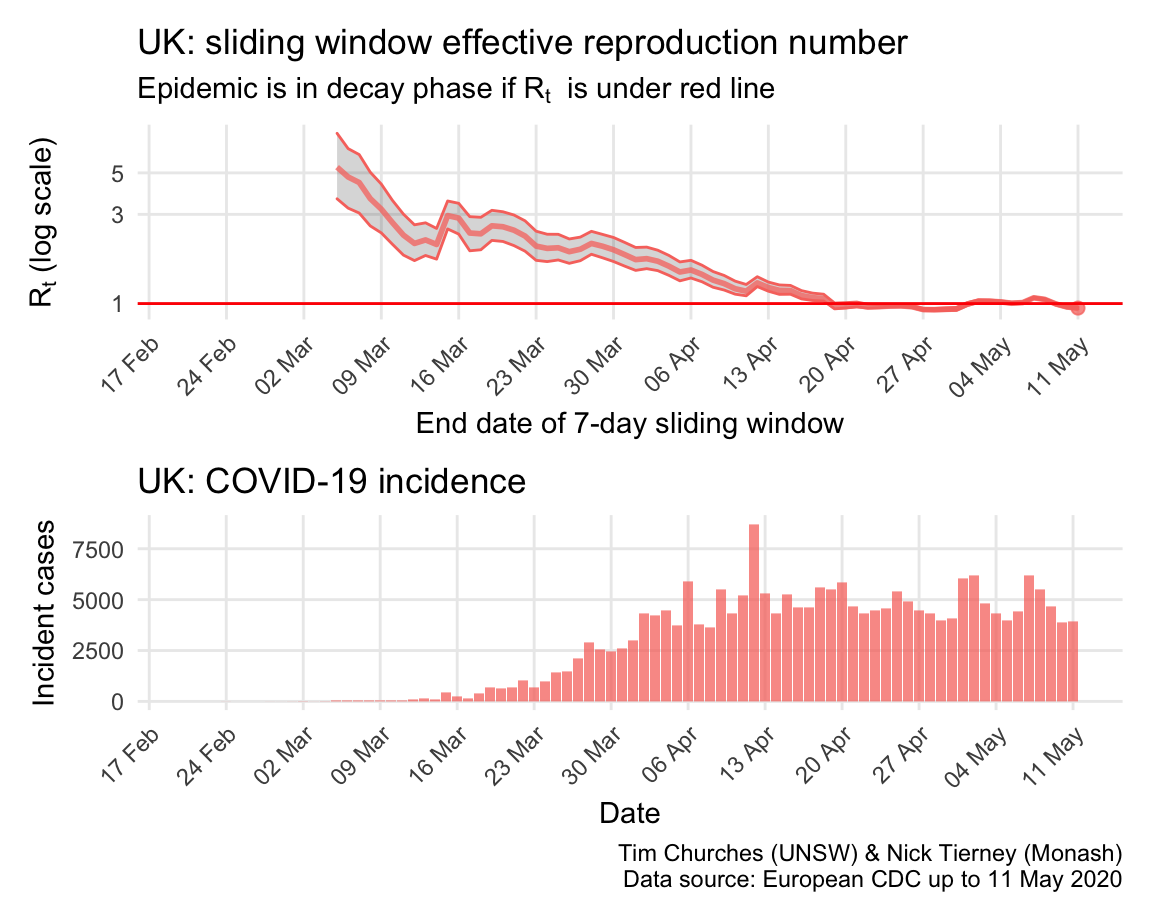 UK: sliding window effective reproduction number
Epidemic is in decay phase if Rt is under red line
Rt (log scale)
5
3
1
17 Feb
24 Feb
02 Mar
09 Mar
16 Mar
23 Mar
30 Mar
06 Apr
13 Apr
20 Apr
27 Apr
04 May
11 May
End date of 7-day sliding window
UK: COVID-19 incidence
Incident cases
7500
5000
2500
0
17 Feb
24 Feb
02 Mar
09 Mar
16 Mar
23 Mar
30 Mar
06 Apr
13 Apr
20 Apr
27 Apr
04 May
11 May
Date
Tim Churches (UNSW) & Nick Tierney (Monash)
Data source: European CDC up to 11 May 2020